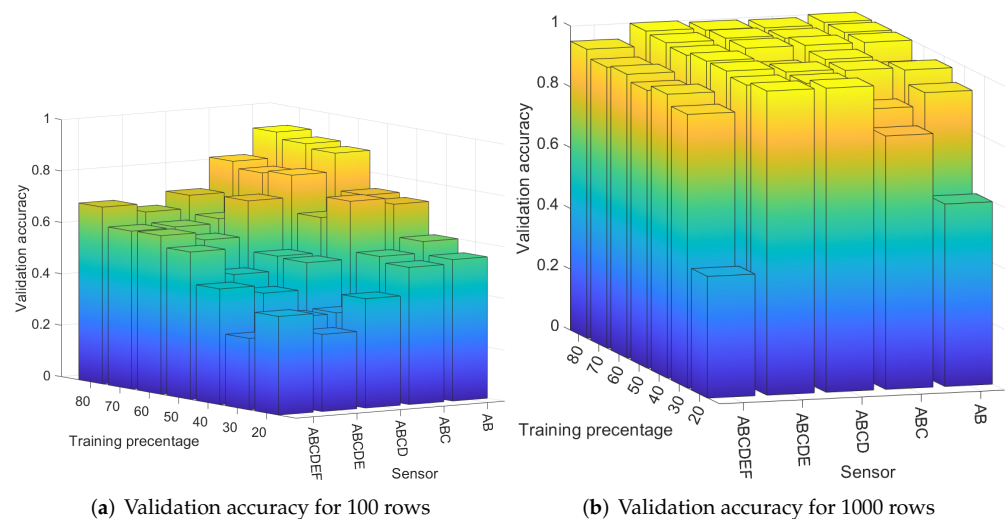 1
0.8
0.6
0.4
0.2
0
Validation accuracy
80
70
60
50
40
30
20
Training precentage
ABCDEF
ABCDE
ABCD
ABC
AB
Sensor
(a) Validation accuracy for 100 rows
1
0.8
0.6
0.4
0.2
0
Validation accuracy
80
70
60
50
40
30
20
Training precentage
ABCDEF
ABCDE
ABCD
ABC
AB
Sensor
(b) Validation accuracy for 1000 rows